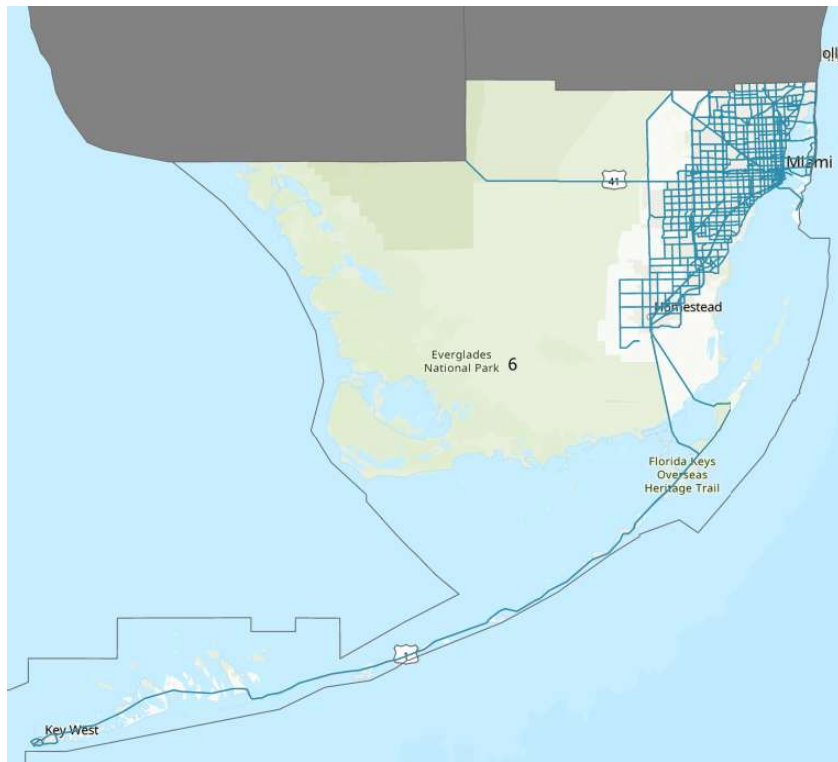 Miami
41
Homestead
Everglades
National Park
6
Florida Keys
Overseas
Heritage Trail
1
Key West